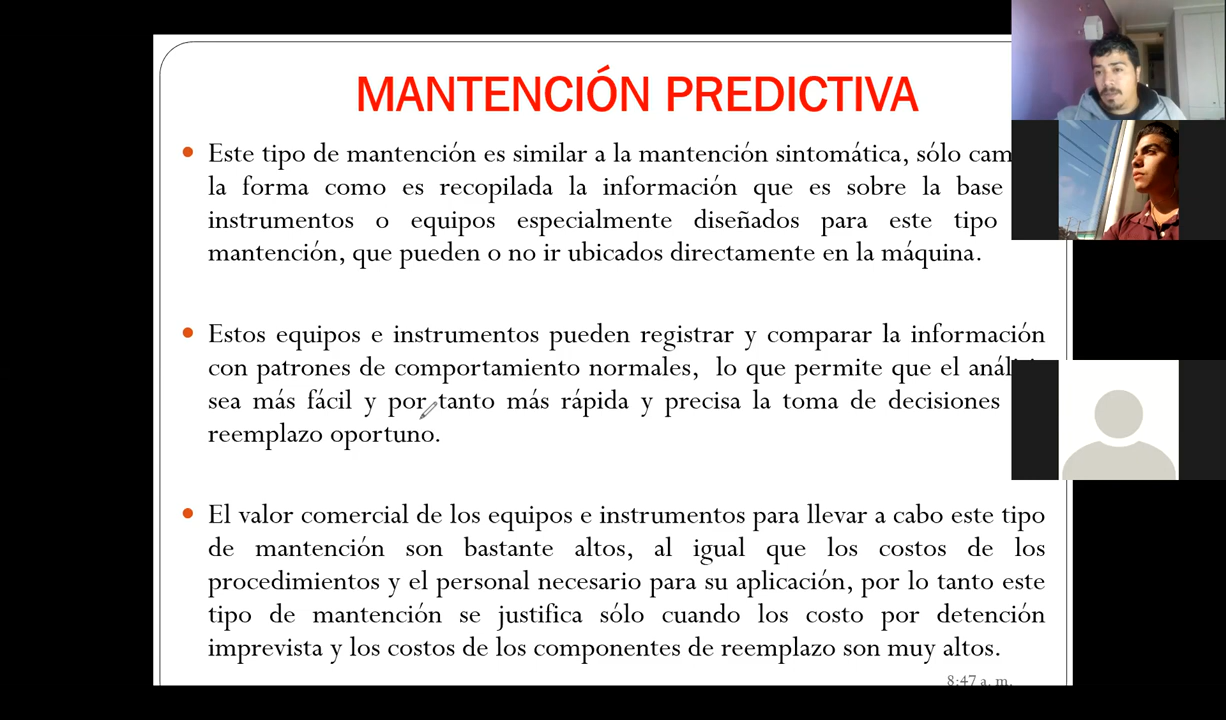 MANTENCIÓN PREDICTIVA
Este tipo de mantención es similar a la mantención sintomática, sólo
la forma como es recopilada la información que es sobre la base
instrumentos o equipos especialmente diseñados para este tipo
mantención, que pueden o no ir ubicados directamente en la máquina.
Estos equipos e instrumentos pueden registrar y comparar la información
con patrones de comportamiento normales, lo que permite que el
sea más fácil y por tanto más rápida y precisa la toma de decisiones
reemplazo oportuno.
El valor comercial de los equipos e instrumentos para llevar a cabo este tipo
de mantención son bastante altos, al igual que los costos de los
procedimientos y el personal necesario para su aplicación, por lo tanto este
tipo de mantención se justifica sólo cuando los costo por detención
imprevista y los costos de los componentes de reemplazo son muy altos.
8:47 a. m.